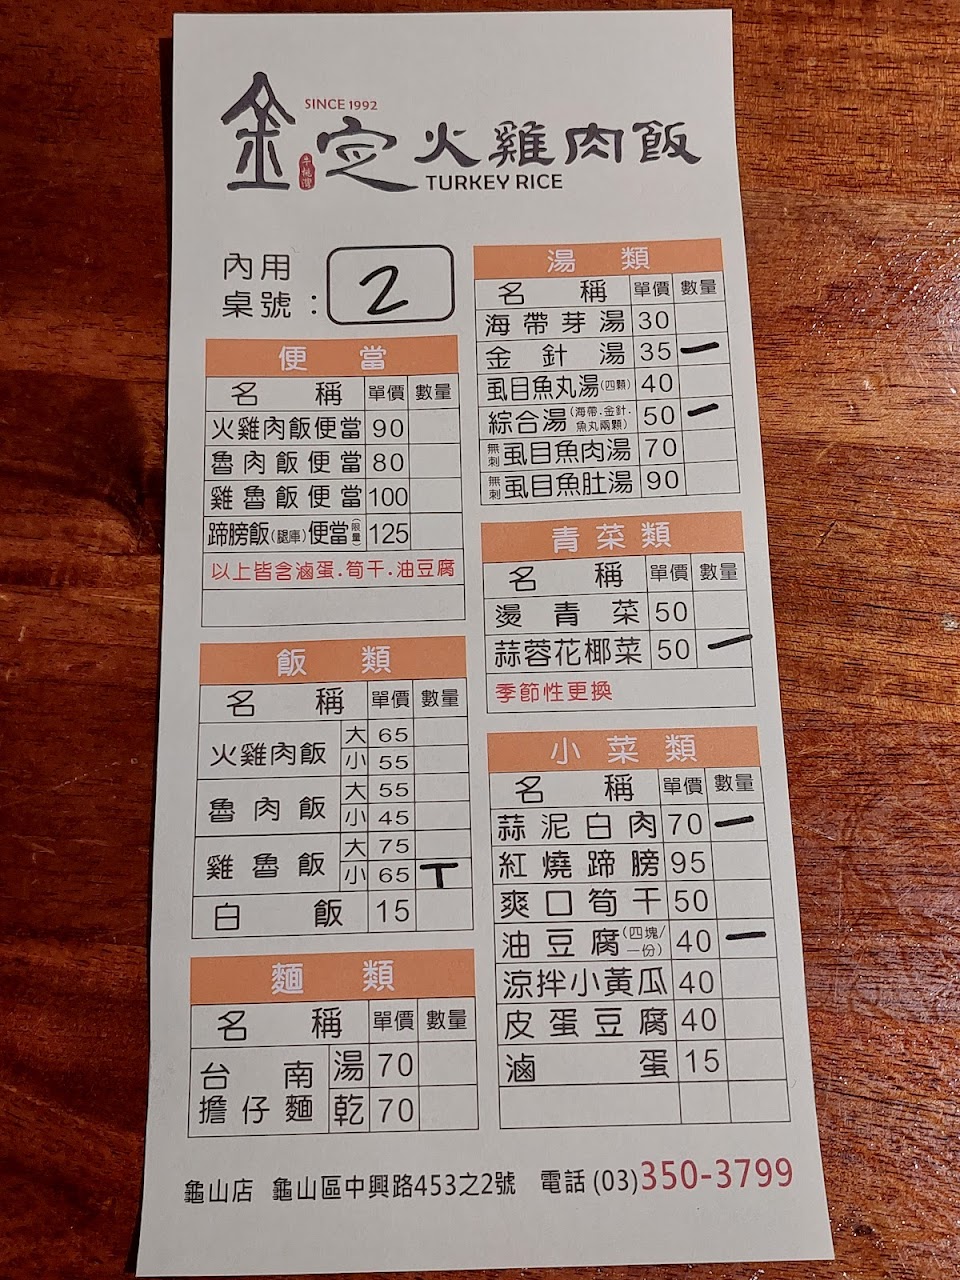 SINCE 1992
金定火雞肉飯
牛桃灣
TURKEY RICE
內用
桌號：2
便當
名稱 單價 數量
火雞肉飯便當 90
魯肉飯便當 80
雞魯飯便當 100
蹄膀飯(腿庫)便當(限量) 125
以上皆含滷蛋.筍干.油豆腐
飯類
名稱 單價 數量
火雞肉飯 大 65
小 55
魯肉飯 大 55
小 45
雞魯飯 大 75
小 65 T
白飯 15
麵類
名稱 單價 數量
台南擔仔麵 湯 70
乾 70
湯類
名稱 單價 數量
海帶芽湯 30
金針湯 35 一
虱目魚丸湯(四顆) 40
綜合湯(海帶.金針.魚丸兩顆) 50 一
無刺虱目魚肉湯 70
無刺虱目魚肚湯 90
青菜類
名稱 單價 數量
燙青菜 50
蒜蓉花椰菜 50 一
季節性更換
小菜類
名稱 單價 數量
蒜泥白肉 70 一
紅燒蹄膀 95
爽口筍干 50
油豆腐(四塊/一份) 40 一
涼拌小黃瓜 40
皮蛋豆腐 40
滷蛋 15
龜山店 龜山區中興路453之2號 電話(03)350-3799